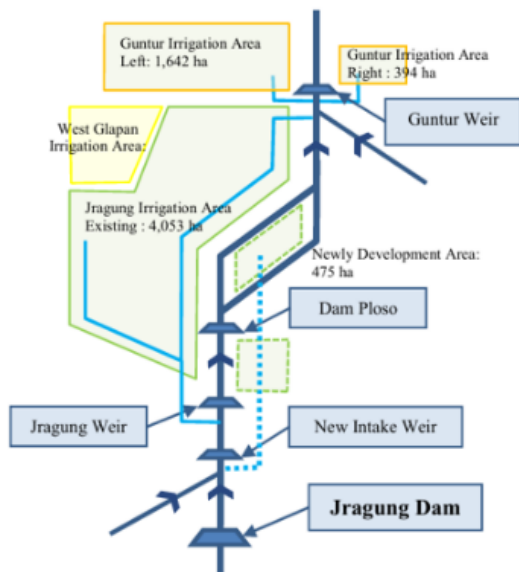 Guntur Irrigation Area
Left: 1,642 ha
Guntur Irrigation Area
Right : 394 ha
Guntur Weir
West Glapan
Irrigation Area:
Jragung Irrigation Area
Existing : 4,053 ha
Newly Development Area:
475 ha
Dam Ploso
Jragung Weir
New Intake Weir
Jragung Dam